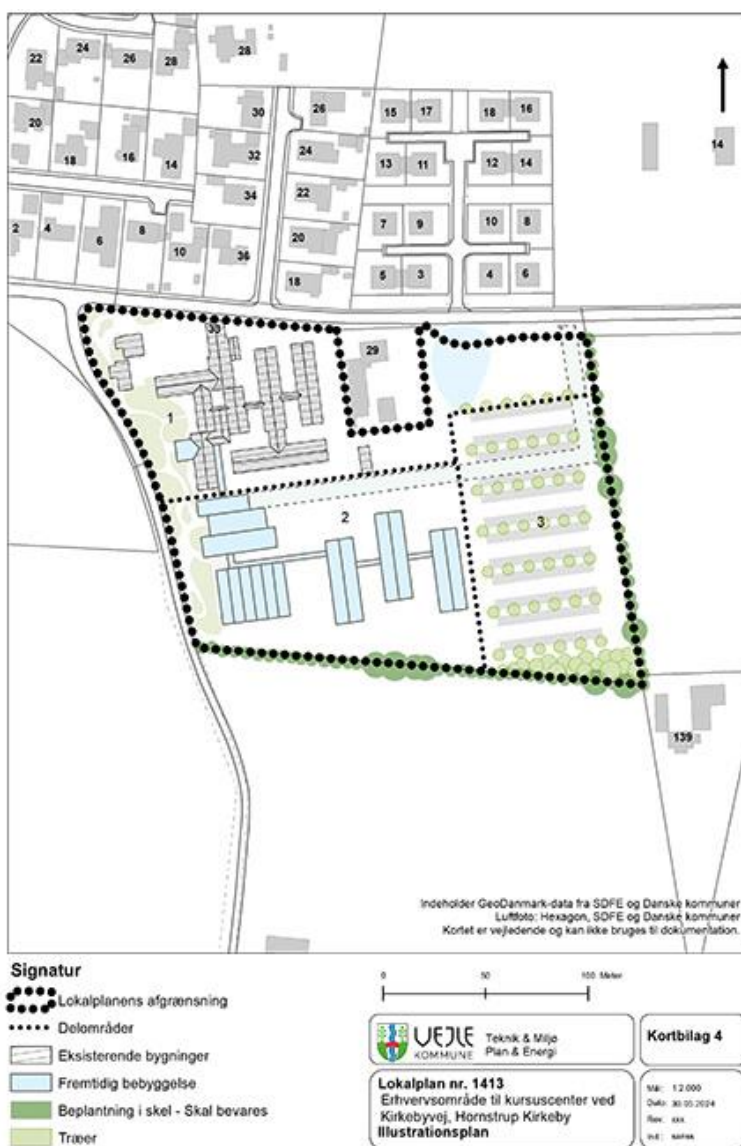 28
22
24
26
28
20
18
16
14
30
32
34
36
26
24
22
20
18
15
17
18
16
13
11
12
14
7
9
10
8
5
3
4
6
14
2
4
6
8
10
33
29
1
2
3
139
Indeholder GeoDanmark-data fra SDFE og Danske kommuner
Luftfoto: Hexagon, SDFE og Danske kommuner
Kortet er vejledende og kan ikke bruges til dokumentation.
Signatur
Lokalplanens afgrænsning
Delområder
Eksisterende bygninger
Fremtidig bebyggelse
Beplantning i skel - Skal bevares
Træer
0 50 100 Meter
VEJLE
KOMMUNE
Teknik & Miljø
Plan & Energi
Kortbilag 4
Lokalplan nr. 1413
Erhvervsområde til kursuscenter ved
Kirkebyvej, Hornstrup Kirkeby
Illustrationsplan
Mål: 1:2.000
Dato: 30.05.2024
Rev.:
Init.: